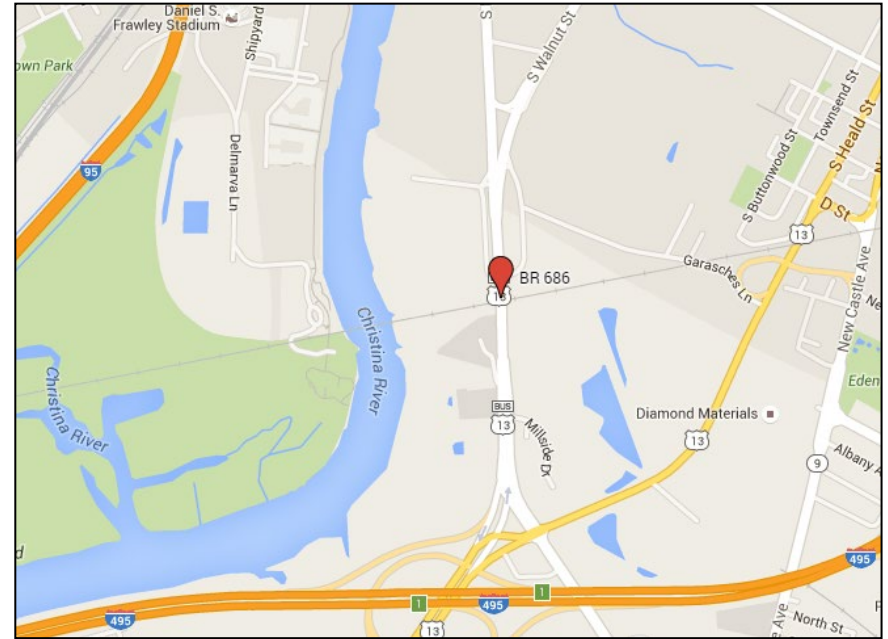 Daniel S.
Frawley Stadium
Shipyard
S
S Walnut St
own Park
Townsend St
S Heald St
95
Delmarva Ln
S Buttonwood St
D St
N
13
Garasches Ln
BR 686
13
Ne
New Castle Ave
Christina River
Christina River
Eden
BUS
13
Millside Dr
Diamond Materials
13
9
Albany A
d
495
1
1
495
495
13
e Ave
North St
F